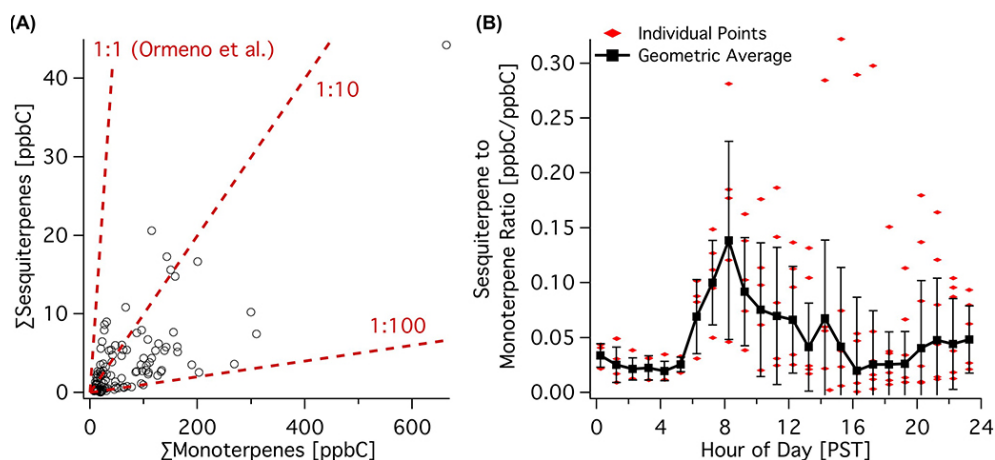 (A)
1:1 (Ormeno et al.)
1:10
1:100
40
30
20
10
0
∑Sesquiterpenes [ppbC]
0
200
400
600
∑Monoterpenes [ppbC]
(B)
Individual Points
Geometric Average
0.30
0.25
0.20
0.15
0.10
0.05
0.00
Sesquiterpene to
Monoterpene Ratio [ppbC/ppbC]
0
4
8
12
16
20
24
Hour of Day [PST]